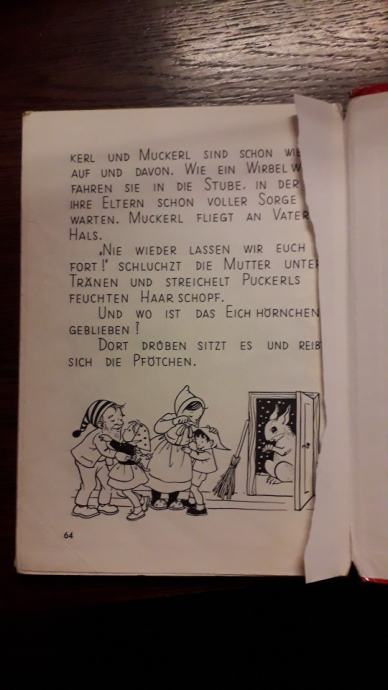 KERL UND MUCKERL SIND SCHON WIE
AUF UND DAVON. WIE EIN WIRBELW
FAHREN SIE IN DIE STUBE, IN DER
IHRE ELTERN SCHON VOLLER SORGE
WARTEN. MUCKERL FLIEGT AN VATER
HALS.
„NIE WIEDER LASSEN WIR EUCH
FORT!" SCHLUCHZT DIE MUTTER UNTER
TRÄNEN UND STREICHELT PUCKERLS
FEUCHTEN HAARSCHOPF.
UND WO IST DAS EICHHÖRNCHEN
GEBLIEBEN?
DORT DRÜBEN SITZT ES UND REIB
SICH DIE PFÖTCHEN.
64